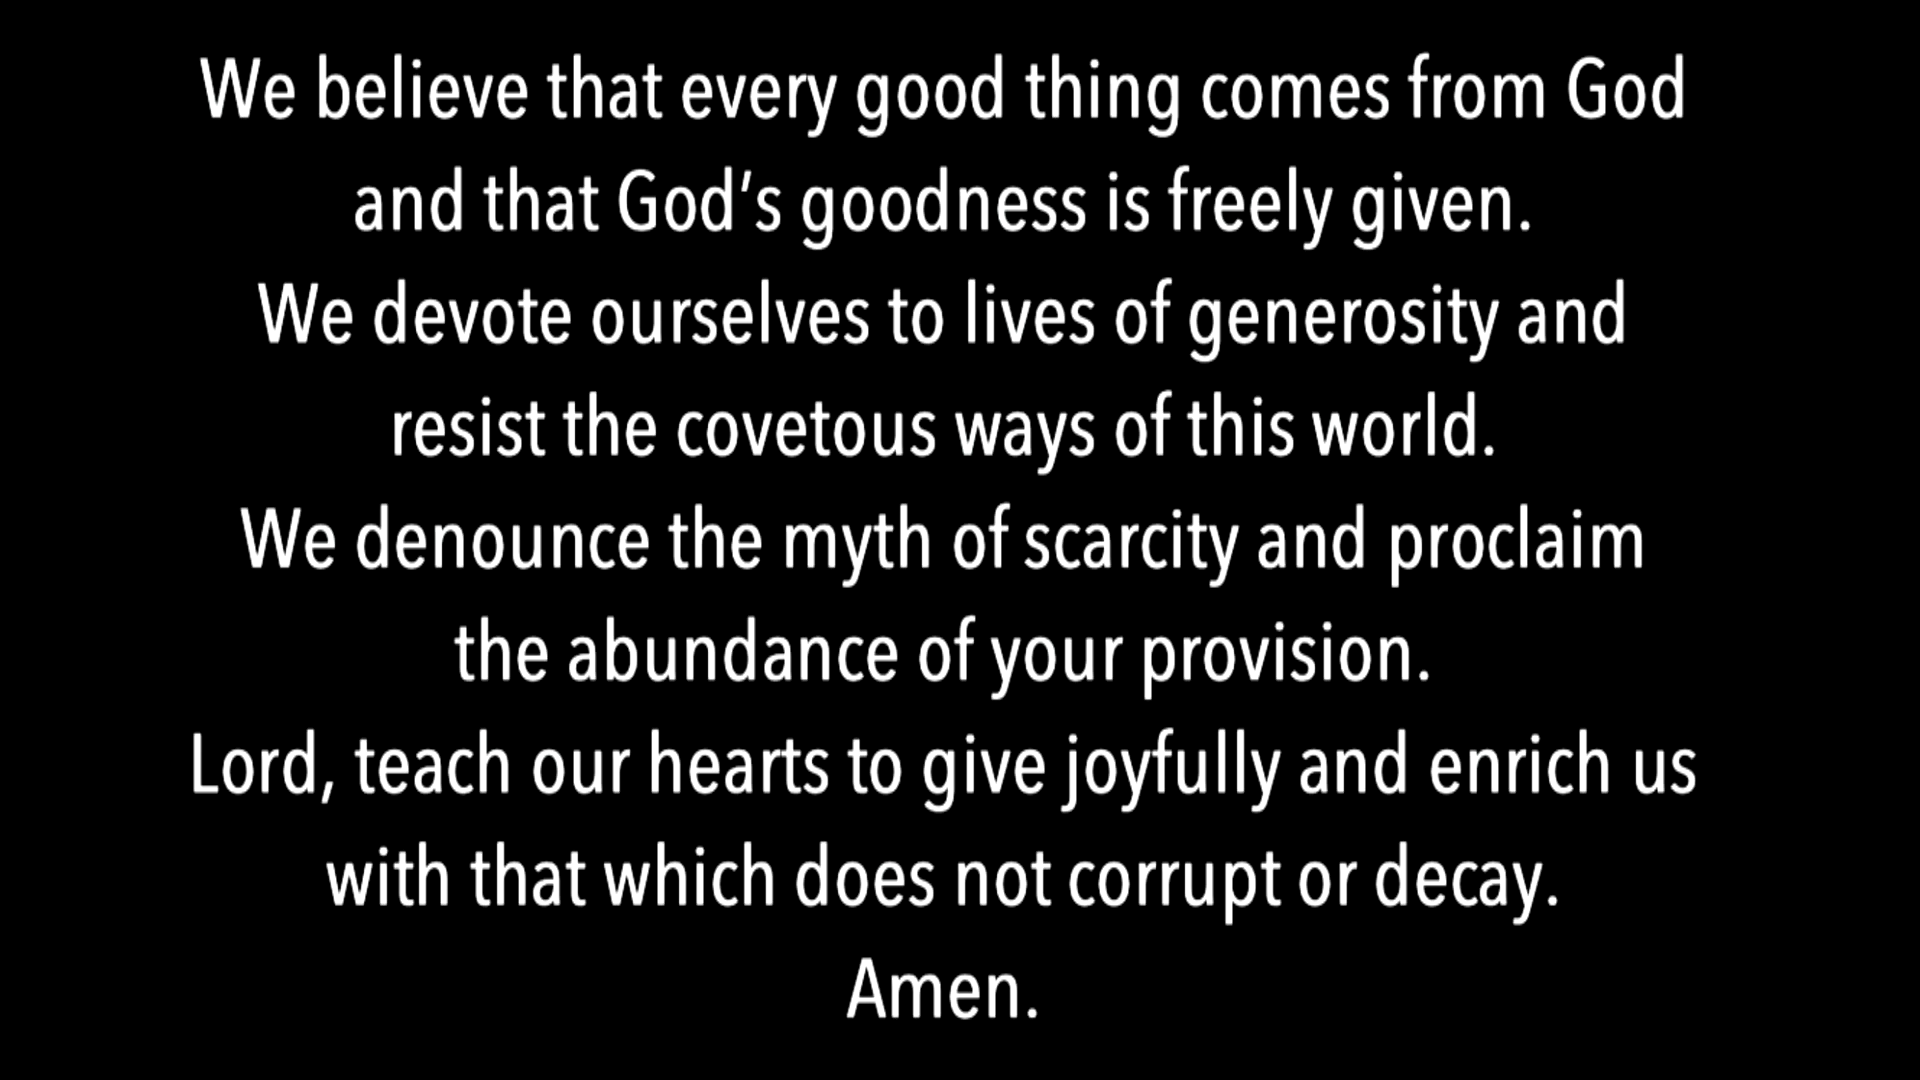 We believe that every good thing comes from God
and that God’s goodness is freely given.
We devote ourselves to lives of generosity and
resist the covetous ways of this world.
We denounce the myth of scarcity and proclaim
the abundance of your provision.
Lord, teach our hearts to give joyfully and enrich us
with that which does not corrupt or decay.
Amen.